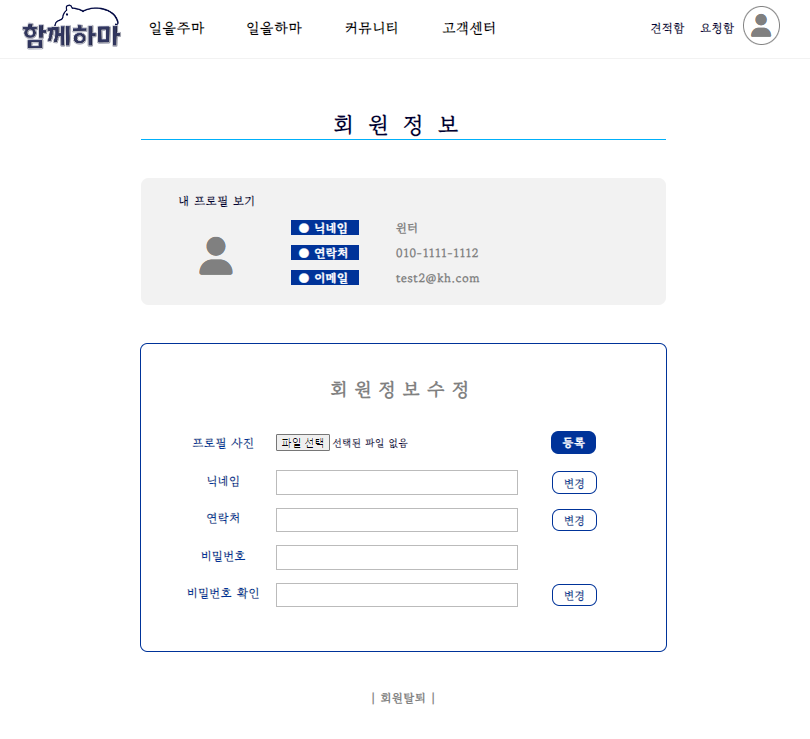 함께하마 일을주마 일을하마 커뮤니티 고객센터 견적함 요청함
회 원 정 보
내 프로필 보기
● 닉네임 윈터
● 연락처 010-1111-1112
● 이메일 test2@kh.com
회 원 정 보 수 정
프로필 사진 파일 선택 선택된 파일 없음 등록
닉네임 변경
연락처 변경
비밀번호
비밀번호 확인 변경
| 회원탈퇴 |